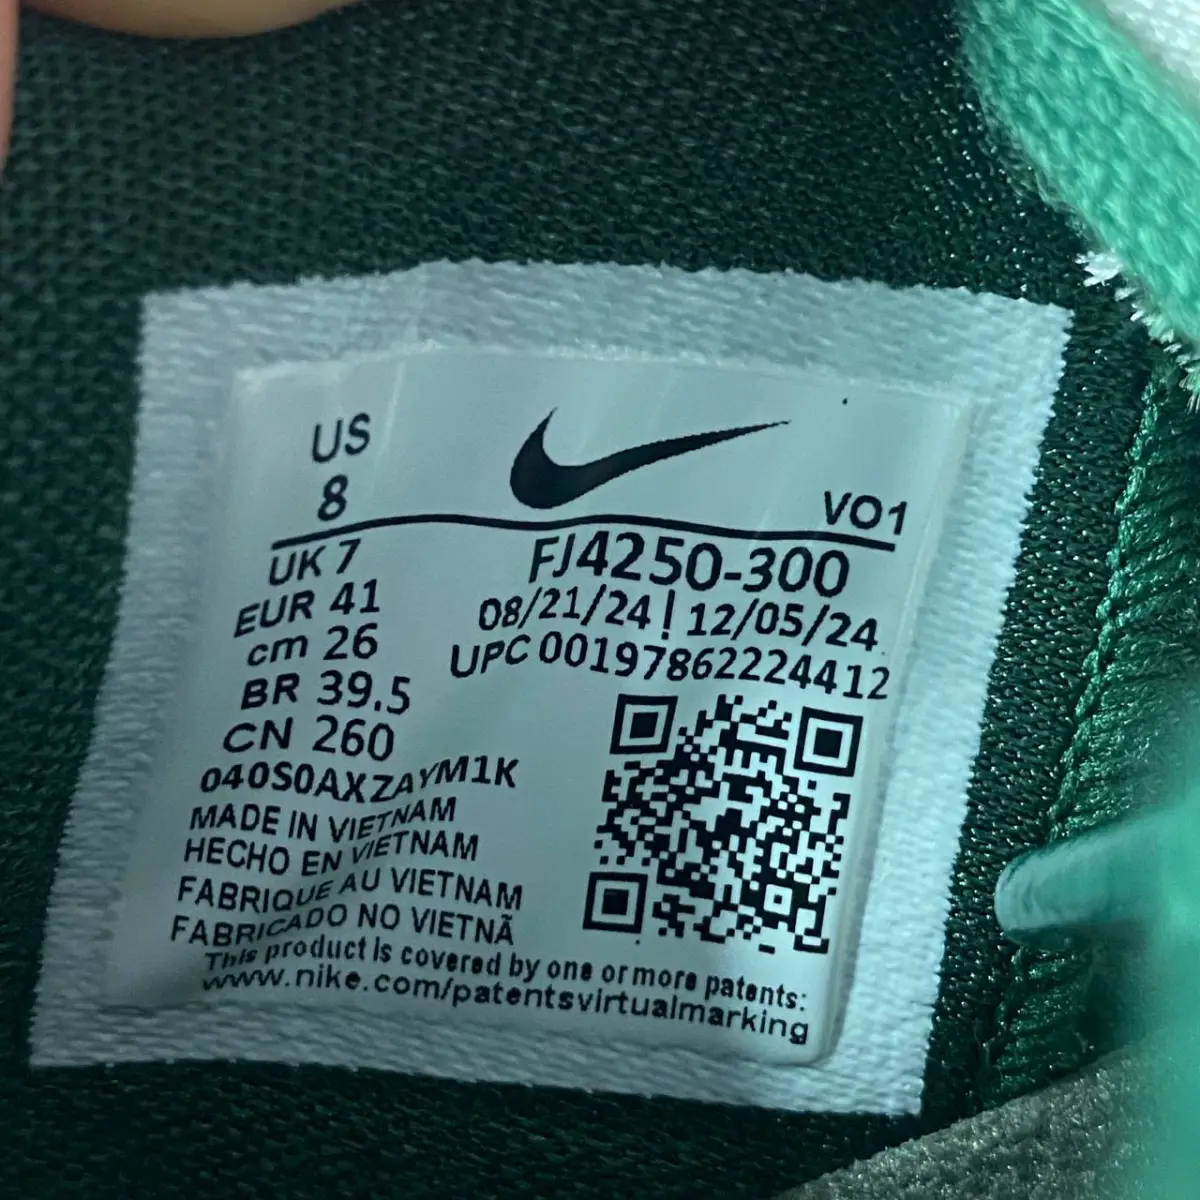 US
8
VO1
UK 7
EUR 41
cm 26
BR 39.5
CN 260
FJ4250-300
08/21/24 | 12/05/24
UPC 00197862224412
040S0AXZAYM1K
MADE IN VIETNAM
HECHO EN VIETNAM
FABRIQUE AU VIETNAM
FABRICADO NO VIETNÃ
This product is covered by one or more patents:
www.nike.com/patentsvirtualmarking